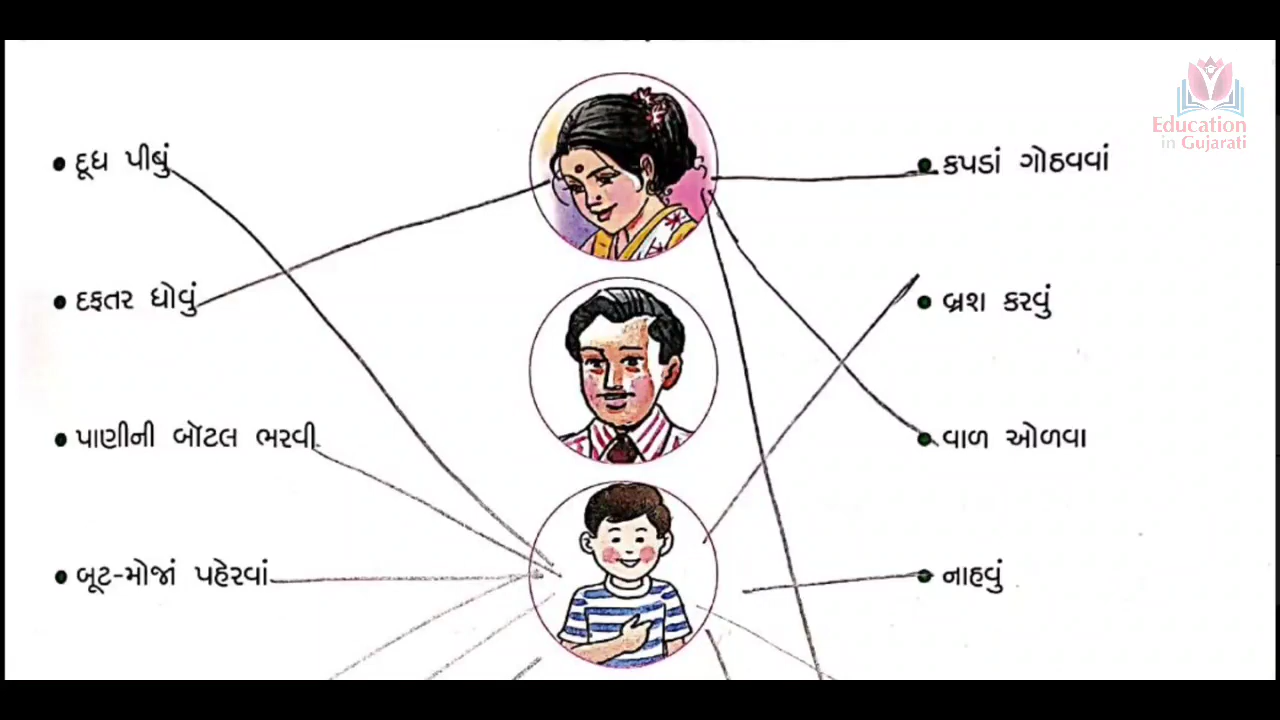 Education
in Gujarati
દૂધ પીવું
કપડાં ગોઠવવાં
દફતર ધોવું
બ્રશ કરવું
પાણીની બૉટલ ભરવી
વાળ ઓળવા
બૂટ-મોજાં પહેરવાં
નાહવું